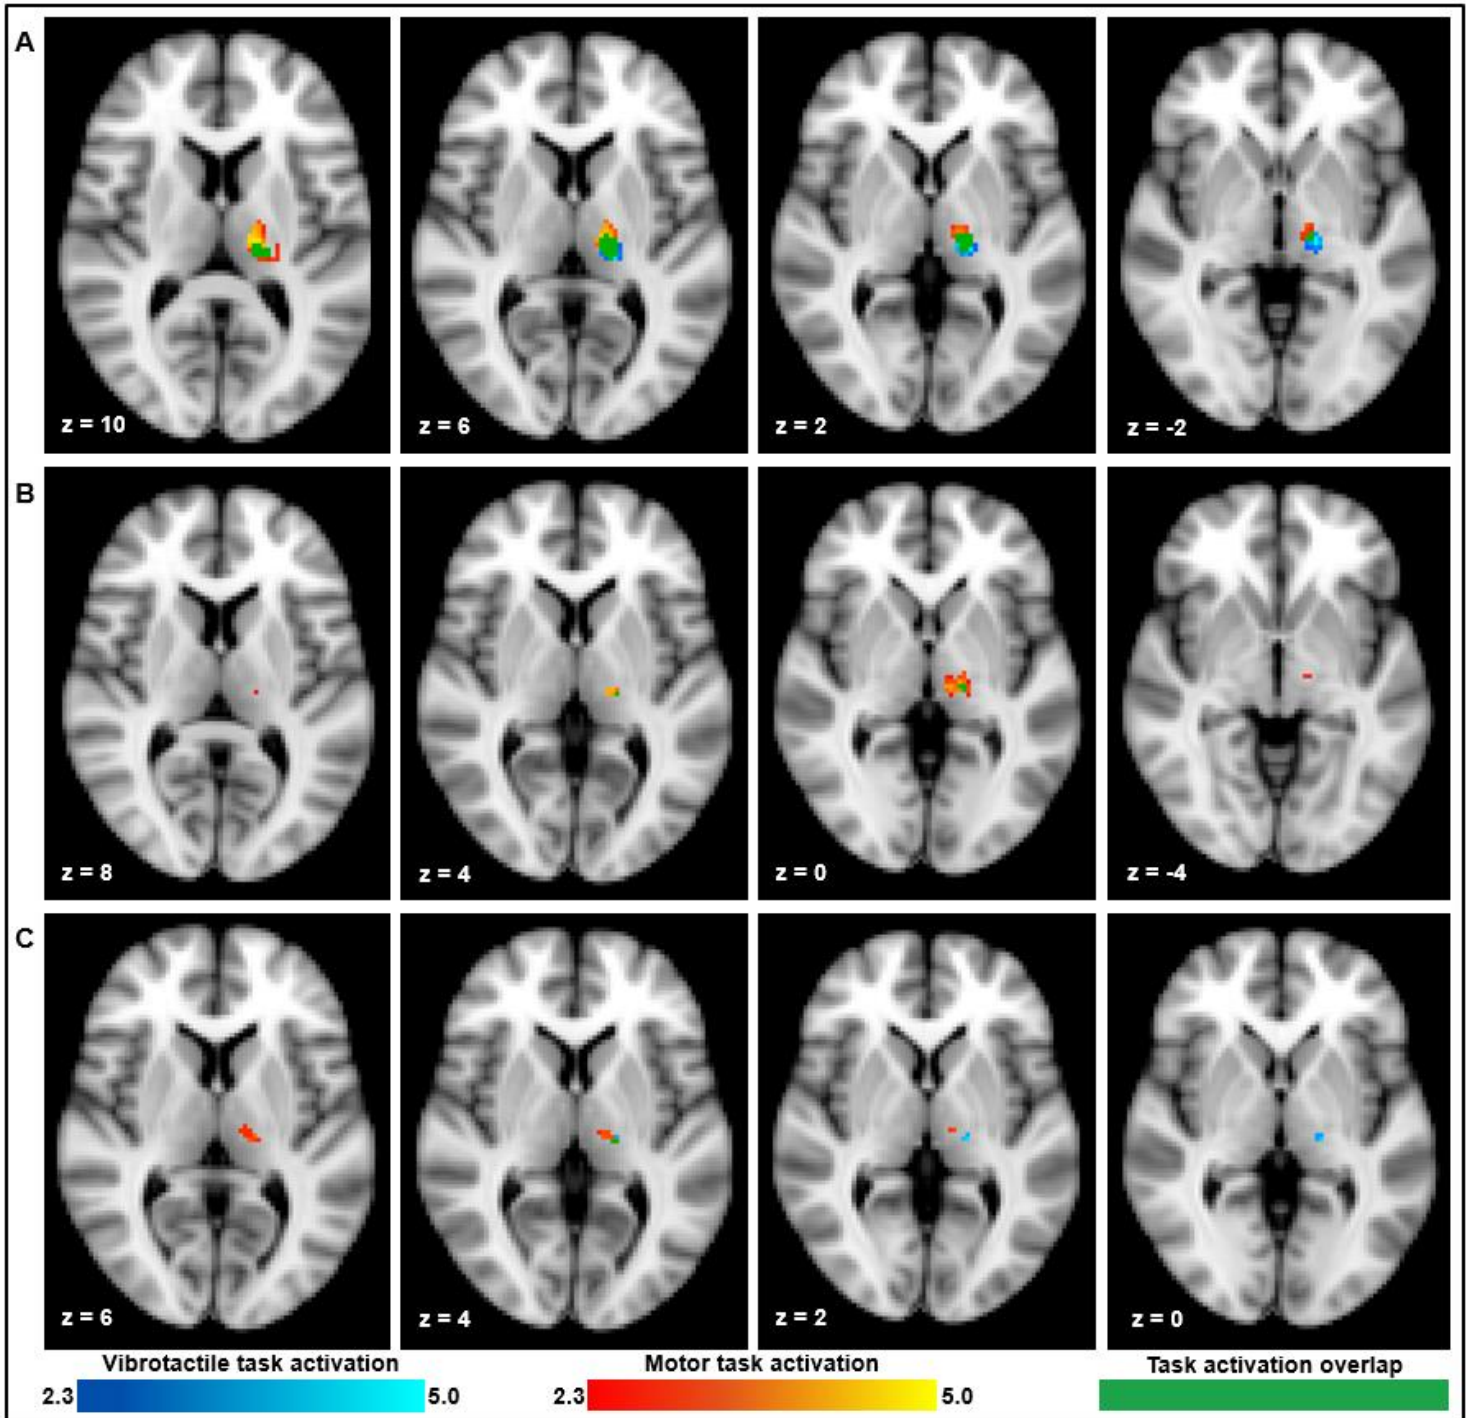 A
z = 10
z = 6
z = 2
z = -2
B
z = 8
z = 4
z = 0
z = -4
C
z = 6
z = 4
z = 2
z = 0
Vibrotactile task activation
Motor task activation
Task activation overlap
2.3
5.0
2.3
5.0